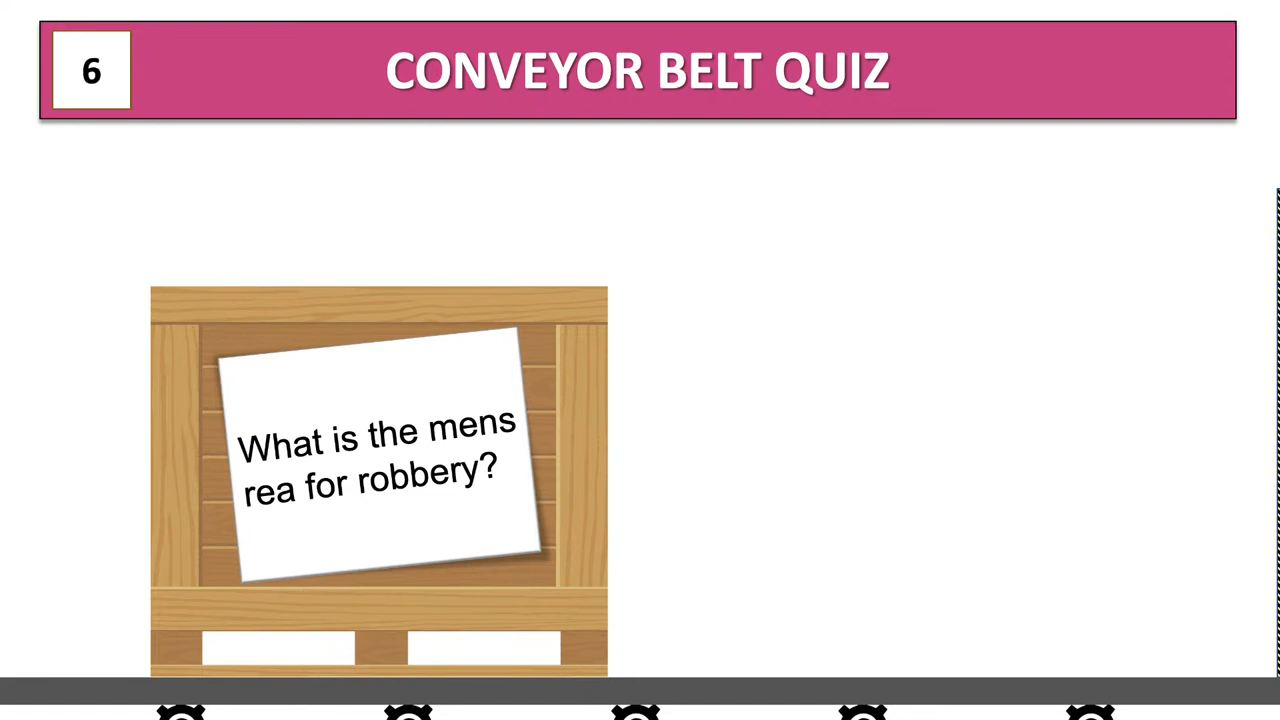 6
CONVEYOR BELT QUIZ
What is the mens
rea for robbery?